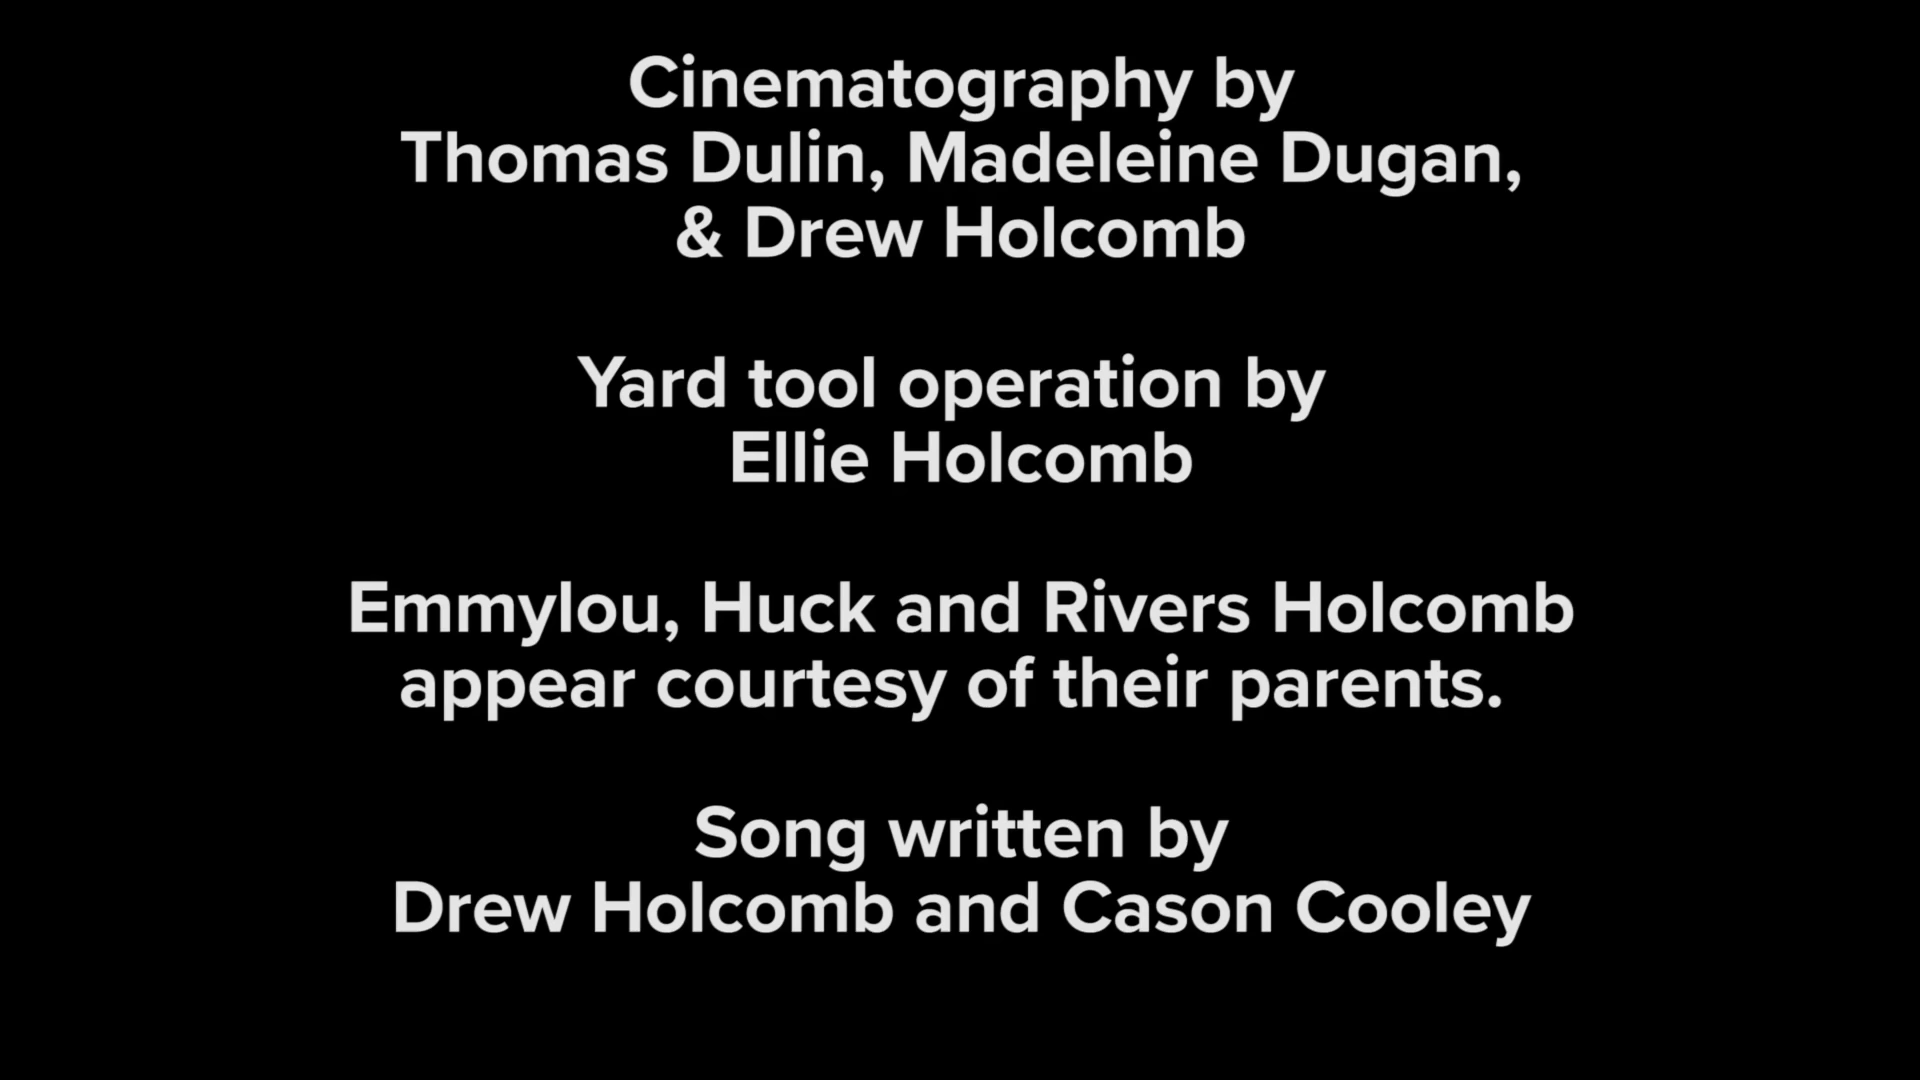 Cinematography by
Thomas Dulin, Madeleine Dugan,
& Drew Holcomb
Yard tool operation by
Ellie Holcomb
Emmylou, Huck and Rivers Holcomb
appear courtesy of their parents.
Song written by
Drew Holcomb and Cason Cooley